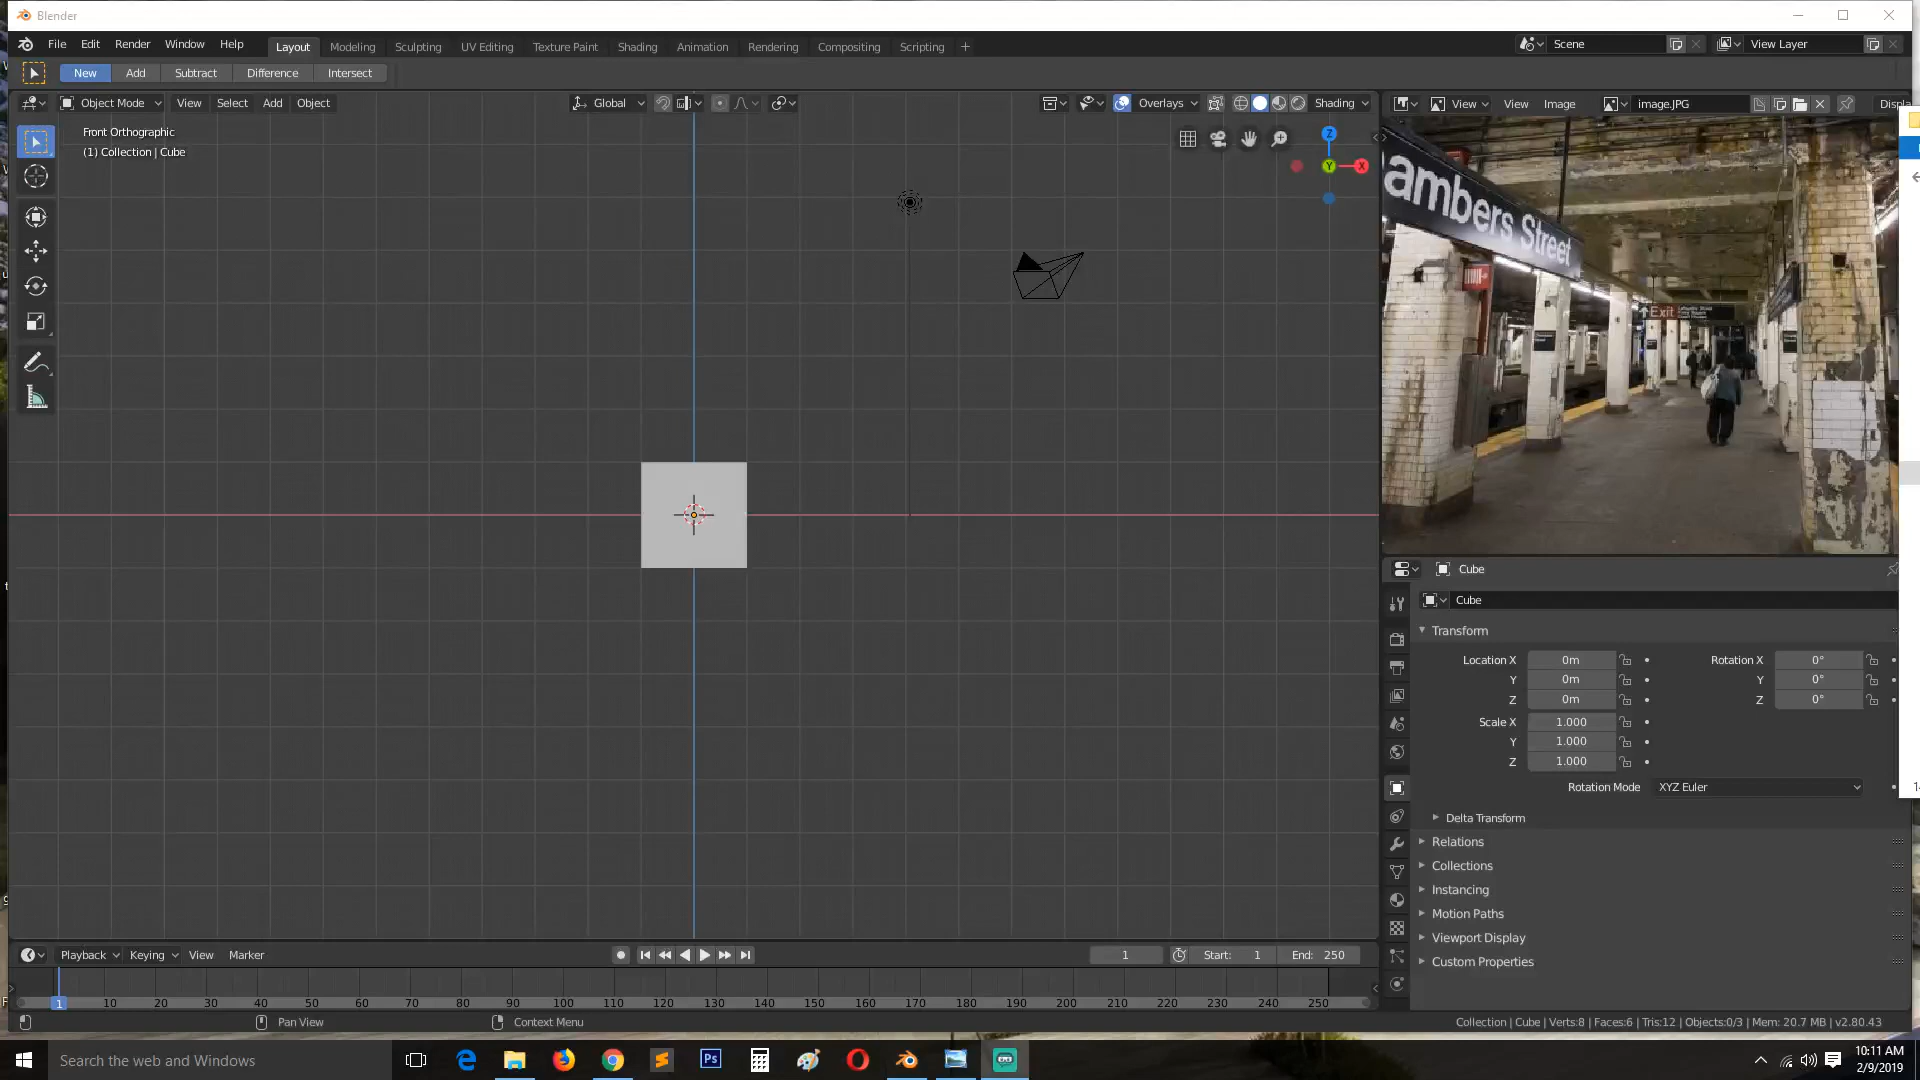 Blender
File Edit Render Window Help
Layout Modeling Sculpting UV Editing Texture Paint Shading Animation Rendering Compositing Scripting +
Scene
View Layer
New Add Subtract Difference Intersect
Object Mode View Select Add Object
Global
Overlays
Shading
View View Image
image.JPG
Displa
Front Orthographic
(1) Collection | Cube
Z
Y
X
ambers Street
Exit
Cube
Cube
Transform
Location X 0m
Y 0m
Z 0m
Rotation X 0°
Y 0°
Z 0°
Scale X 1.000
Y 1.000
Z 1.000
Rotation Mode XYZ Euler
Delta Transform
Relations
Collections
Instancing
Motion Paths
Viewport Display
Custom Properties
Playback Keying View Marker
1
Start: 1
End: 250
1 10 20 30 40 50 60 70 80 90 100 110 120 130 140 150 160 170 180 190 200 210 220 230 240 250
Pan View
Context Menu
Collection | Cube | Verts:8 | Faces:6 | Tris:12 | Objects:0/3 | Mem: 20.7 MB | v2.80.43
Search the web and Windows
Ps
10:11 AM
2/9/2019